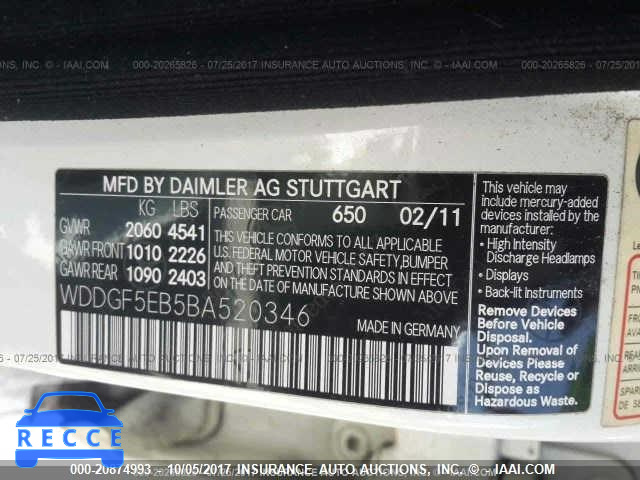 000-20265826 - 07/25/2017 INSURANCE AUTO AUCTIONS, INC. - © IAAI.COM
MFD BY DAIMLER AG STUTTGART
KG LBS
GVWR 2060 4541
GAWR FRONT 1010 2226
GAWR REAR 1090 2403
PASSENGER CAR 650 02/11
THIS VEHICLE CONFORMS TO ALL APPLICABLE
U.S. FEDERAL MOTOR VEHICLE SAFETY, BUMPER
AND THEFT PREVENTION STANDARDS IN EFFECT
ON THE DATE OF MANUFACTURE SHOWN ABOVE
WDDGF5EB5BA520346
MADE IN GERMANY
This vehicle may
include mercury-added
devices installed by the
manufacturer:
• High Intensity
Discharge Headlamps
• Displays
• Back-lit Instruments
Remove Devices
Before Vehicle
Disposal.
Upon Removal of
Devices Please
Reuse, Recycle or
Dispose as
Hazardous Waste.
RECCE
000-20674993 - 10/05/2017 INSURANCE AUTO AUCTIONS, INC. - © IAAI.COM